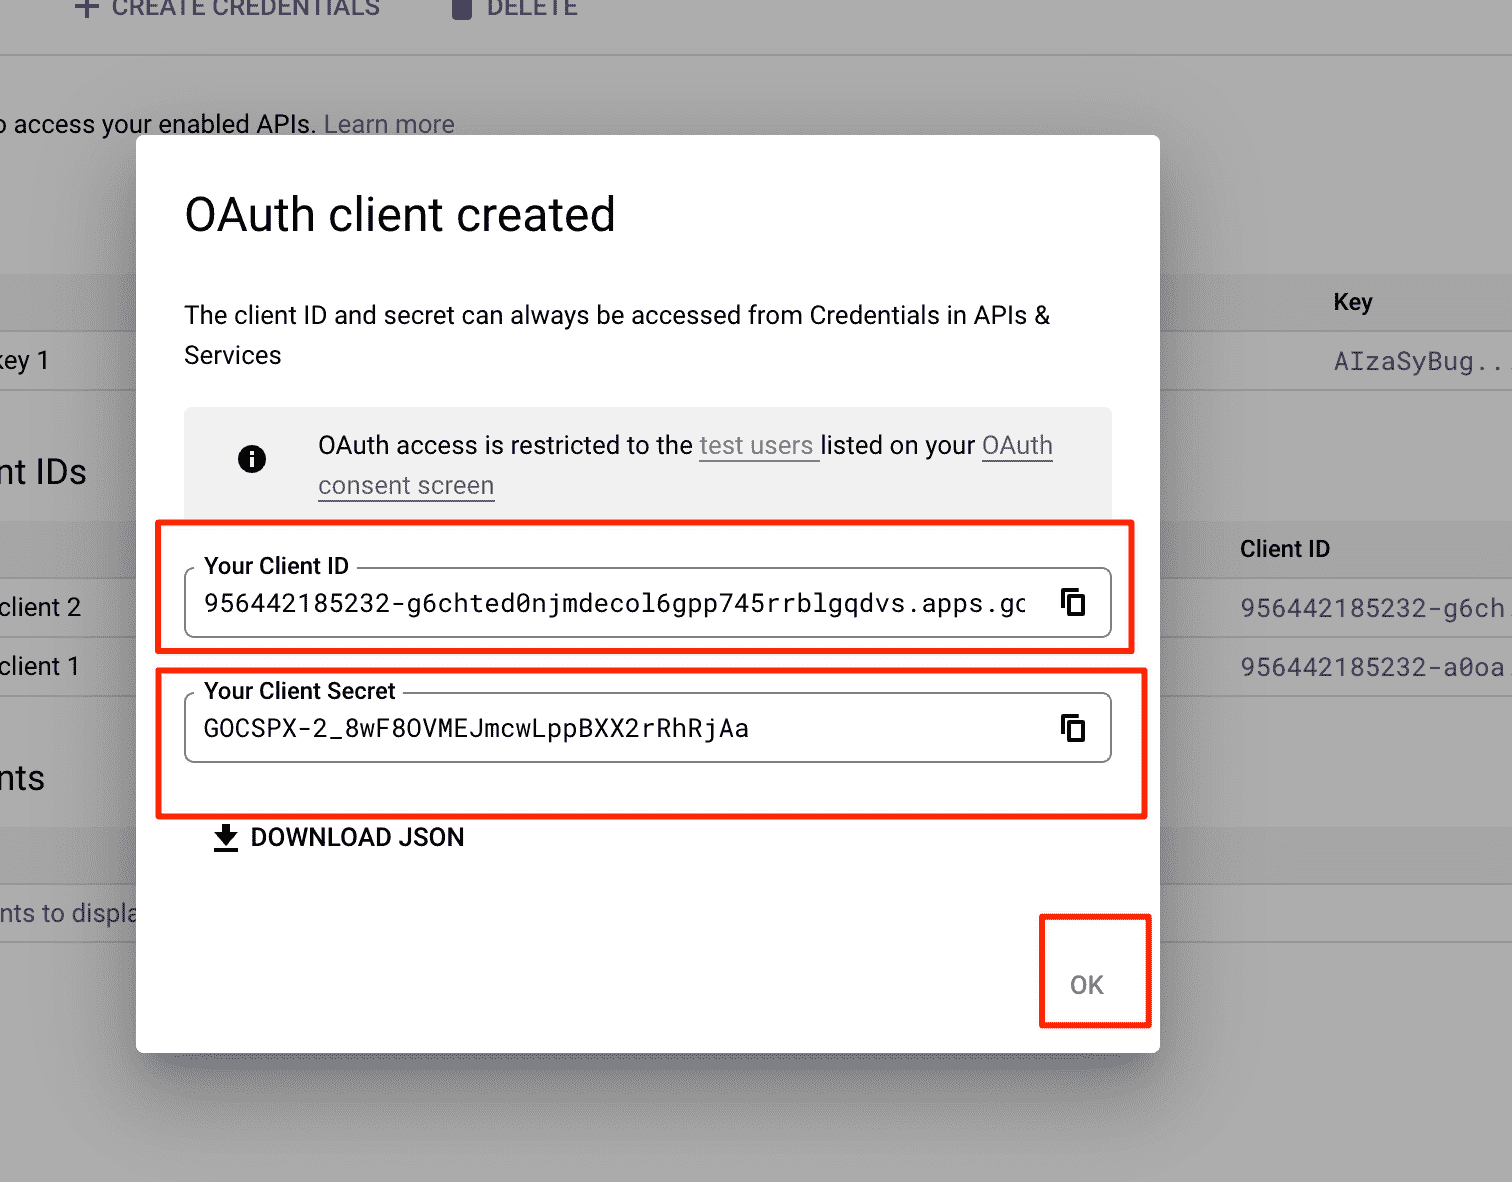 CREATE CREDENTIALS DELETE
o access your enabled APIs. Learn more
OAuth client created
The client ID and secret can always be accessed from Credentials in APIs &
Services
Key
key 1
AIzaSyBug...
OAuth access is restricted to the test users listed on your OAuth
consent screen
nt IDs
Your Client ID
956442185232-g6chted0njmdecol6gpp745rrblgqdvs.apps.gc
Client ID
client 2
956442185232-g6ch
client 1
956442185232-a0oa
Your Client Secret
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
nts
DOWNLOAD JSON
nts to displa
OK